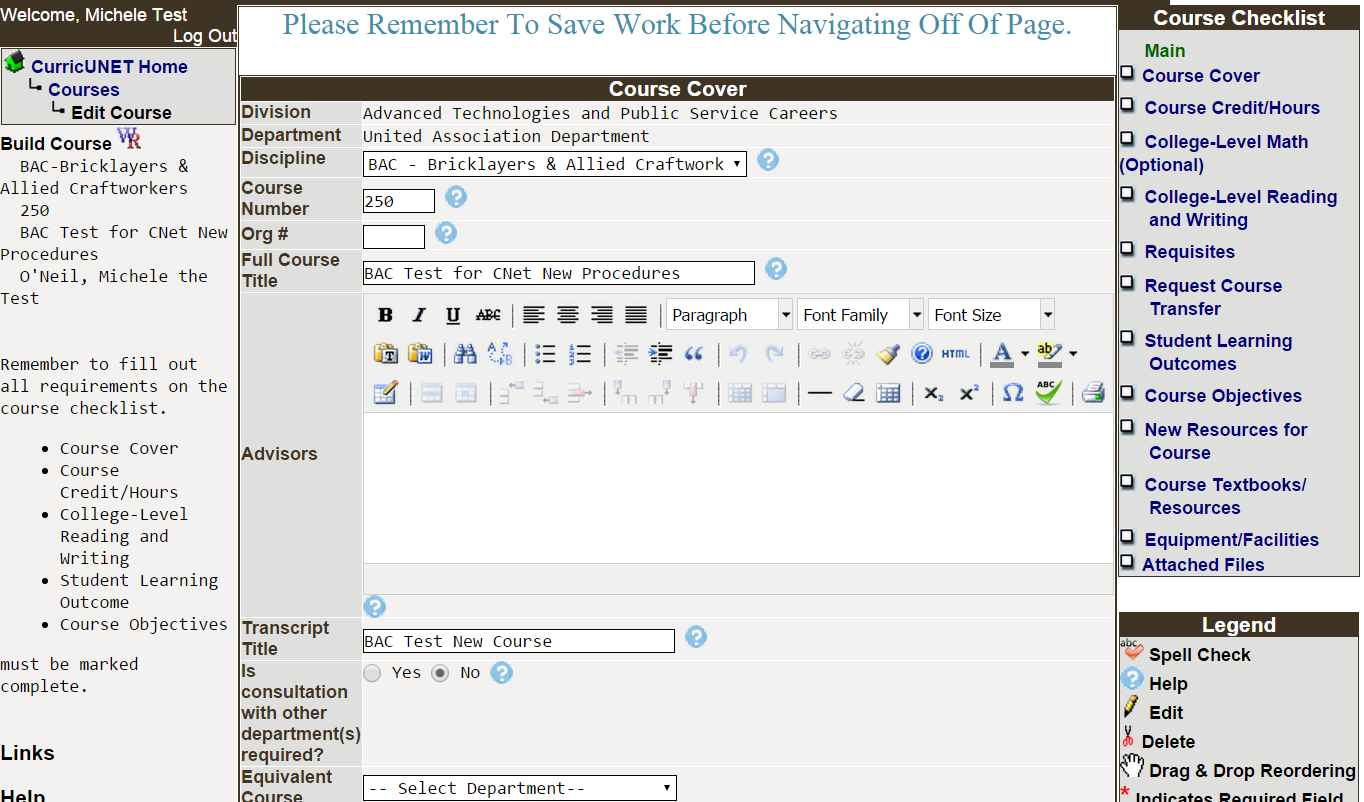 Welcome, Michele Test
Log Out
CurricUNET Home
Courses
Edit Course
Build Course WR
BAC-Bricklayers &
Allied Craftworkers
250
BAC Test for CNet New
Procedures
O'Neil, Michele the
Test
Remember to fill out
all requirements on the
course checklist.
Course Cover
Course
Credit/Hours
College-Level
Reading and
Writing
Student Learning
Outcome
Course Objectives
must be marked
complete.
Links
Help
Please Remember To Save Work Before Navigating Off Of Page.
Course Cover
Division Advanced Technologies and Public Service Careers
Department United Association Department
Discipline BAC - Bricklayers & Allied Craftwork ?
Course
Number 250 ?
Org # ?
Full Course
Title BAC Test for CNet New Procedures ?
B I U ABC Paragraph Font Family Font Size
T W A B HTML A ab
x₂ x² Ω ABC
Advisors
?
Transcript
Title BAC Test New Course ?
Is
consultation
with other
department(s)
required?
Yes No ?
Equivalent
Course
-- Select Department--
Course Checklist
Main
Course Cover
Course Credit/Hours
College-Level Math
(Optional)
College-Level Reading
and Writing
Requisites
Request Course
Transfer
Student Learning
Outcomes
Course Objectives
New Resources for
Course
Course Textbooks/
Resources
Equipment/Facilities
Attached Files
Legend
abc Spell Check
? Help
Edit
Delete
Drag & Drop Reordering
* Indicates Required Field